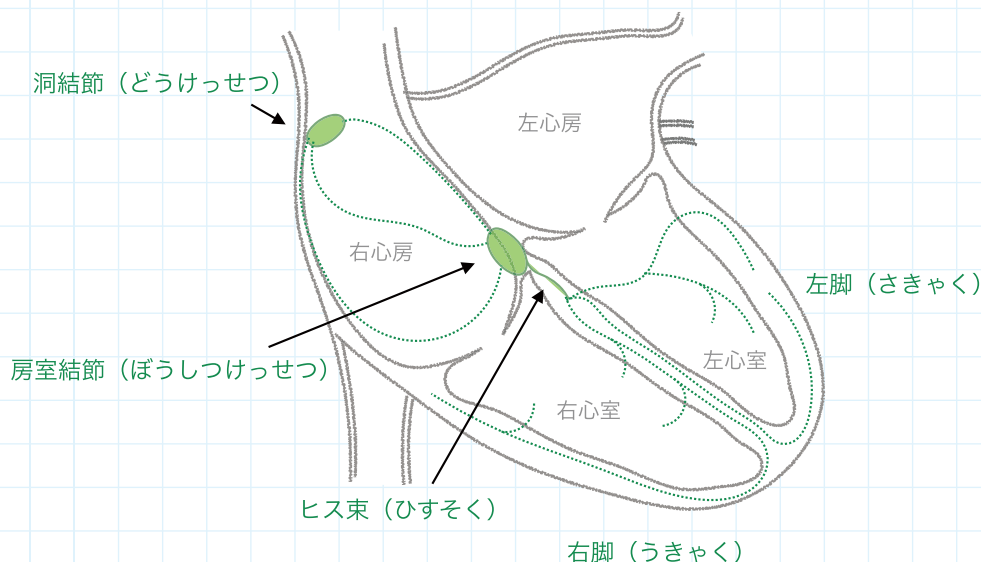 洞結節（どうけっせつ）
左心房
右心房
左脚（さきゃく）
房室結節（ぼうしつけっせつ）
左心室
右心室
ヒス束（ひすそく）
右脚（うきゃく）